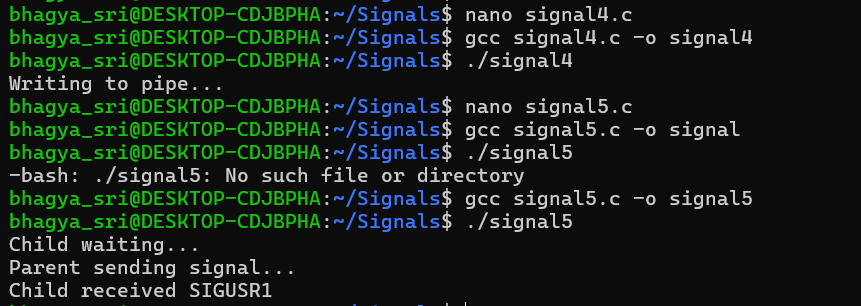 bhagya_sri@DESKTOP-CDJBPHA:~/Signals$ nano signal4.c
bhagya_sri@DESKTOP-CDJBPHA:~/Signals$ gcc signal4.c -o signal4
bhagya_sri@DESKTOP-CDJBPHA:~/Signals$ ./signal4
Writing to pipe...
bhagya_sri@DESKTOP-CDJBPHA:~/Signals$ nano signal5.c
bhagya_sri@DESKTOP-CDJBPHA:~/Signals$ gcc signal5.c -o signal
bhagya_sri@DESKTOP-CDJBPHA:~/Signals$ ./signal5
-bash: ./signal5: No such file or directory
bhagya_sri@DESKTOP-CDJBPHA:~/Signals$ gcc signal5.c -o signal5
bhagya_sri@DESKTOP-CDJBPHA:~/Signals$ ./signal5
Child waiting...
Parent sending signal...
Child received SIGUSR1